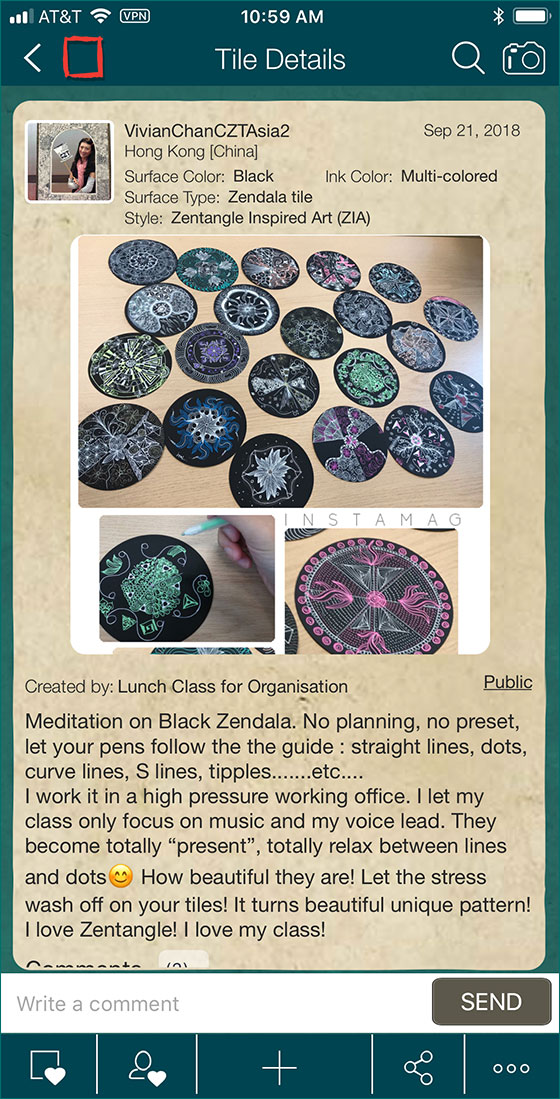 AT&T VPN 10:59 AM
Tile Details
VivianChanCZTAsia2 Sep 21, 2018
Hong Kong [China]
Surface Color: Black Ink Color: Multi-colored
Surface Type: Zendala tile
Style: Zentangle Inspired Art (ZIA)
INSTAMAG
Created by: Lunch Class for Organisation Public
Meditation on Black Zendala. No planning, no preset,
let your pens follow the the guide : straight lines, dots,
curve lines, S lines, tipples.......etc....
I work it in a high pressure working office. I let my
class only focus on music and my voice lead. They
become totally “present”, totally relax between lines
and dots😊 How beautiful they are! Let the stress
wash off on your tiles! It turns beautiful unique pattern!
I love Zentangle! I love my class!
Write a comment SEND